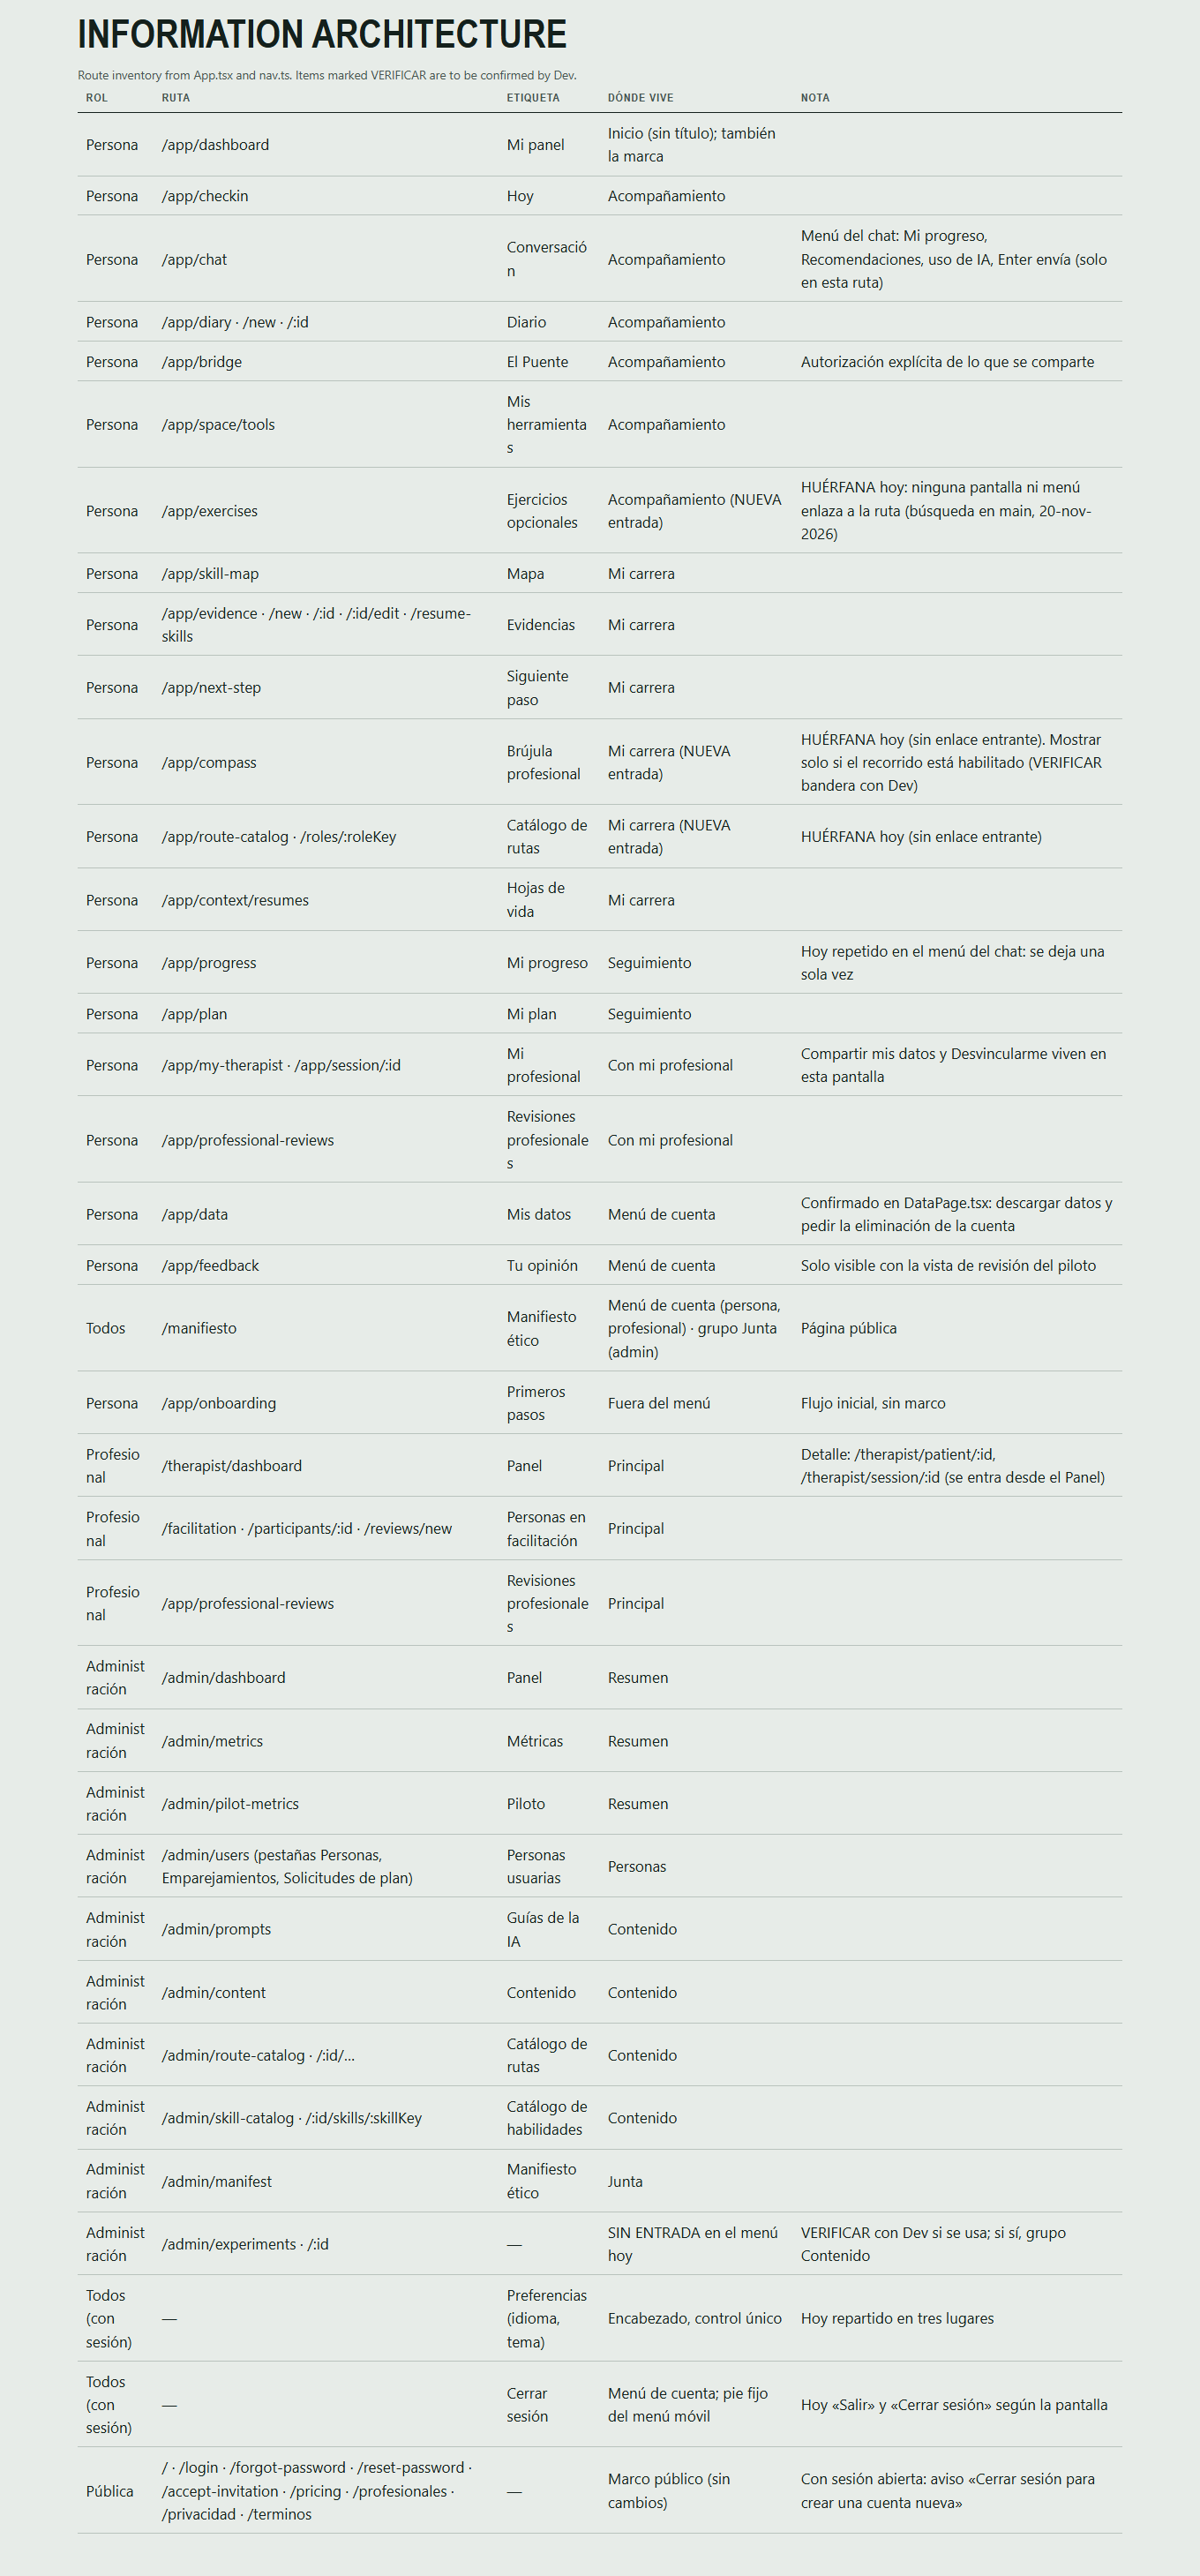 INFORMATION ARCHITECTURE
Route inventory from App.tsx and nav.ts. Items marked VERIFICAR are to be confirmed by Dev.
ROL RUTA ETIQUETA DÓNDE VIVE NOTA
Persona /app/dashboard Mi panel Inicio (sin título); también
la marca
Persona /app/checkin Hoy Acompañamiento
Persona /app/chat Conversació
n Acompañamiento Menú del chat: Mi progreso,
Recomendaciones, uso de IA, Enter envía (solo
en esta ruta)
Persona /app/diary · /new · /:id Diario Acompañamiento
Persona /app/bridge El Puente Acompañamiento Autorización explícita de lo que se comparte
Persona /app/space/tools Mis
herramienta
s Acompañamiento
Persona /app/exercises Ejercicios
opcionales Acompañamiento (NUEVA
entrada) HUÉRFANA hoy: ninguna pantalla ni menú
enlaza a la ruta (búsqueda en main, 20-nov-
2026)
Persona /app/skill-map Mapa Mi carrera
Persona /app/evidence · /new · /:id · /:id/edit · /resume-
skills Evidencias Mi carrera
Persona /app/next-step Siguiente
paso Mi carrera
Persona /app/compass Brújula
profesional Mi carrera (NUEVA
entrada) HUÉRFANA hoy (sin enlace entrante). Mostrar
solo si el recorrido está habilitado (VERIFICAR
bandera con Dev)
Persona /app/route-catalog · /roles/:roleKey Catálogo de
rutas Mi carrera (NUEVA
entrada) HUÉRFANA hoy (sin enlace entrante)
Persona /app/context/resumes Hojas de
vida Mi carrera
Persona /app/progress Mi progreso Seguimiento Hoy repetido en el menú del chat: se deja una
sola vez
Persona /app/plan Mi plan Seguimiento
Persona /app/my-therapist · /app/session/:id Mi
profesional Con mi profesional Compartir mis datos y Desvincularme viven en
esta pantalla
Persona /app/professional-reviews Revisiones
profesionale
s Con mi profesional
Persona /app/data Mis datos Menú de cuenta Confirmado en DataPage.tsx: descargar datos y
pedir la eliminación de la cuenta
Persona /app/feedback Tu opinión Menú de cuenta Solo visible con la vista de revisión del piloto
Todos /manifiesto Manifiesto
ético Menú de cuenta (persona,
profesional) · grupo Junta
(admin) Página pública
Persona /app/onboarding Primeros
pasos Fuera del menú Flujo inicial, sin marco
Profesio
nal /therapist/dashboard Panel Principal Detalle: /therapist/patient/:id,
/therapist/session/:id (se entra desde el Panel)
Profesio
nal /facilitation · /participants/:id · /reviews/new Personas en
facilitación Principal
Profesio
nal /app/professional-reviews Revisiones
profesionale
s Principal
Administ
ración /admin/dashboard Panel Resumen
Administ
ración /admin/metrics Métricas Resumen
Administ
ración /admin/pilot-metrics Piloto Resumen
Administ
ración /admin/users (pestañas Personas,
Emparejamientos, Solicitudes de plan) Personas
usuarias Personas
Administ
ración /admin/prompts Guías de la
IA Contenido
Administ
ración /admin/content Contenido Contenido
Administ
ración /admin/route-catalog · /:id/... Catálogo de
rutas Contenido
Administ
ración /admin/skill-catalog · /:id/skills/:skillKey Catálogo de
habilidades Contenido
Administ
ración /admin/manifest Manifiesto
ético Junta
Administ
ración /admin/experiments · /:id — SIN ENTRADA en el menú
hoy VERIFICAR con Dev si se usa; si sí, grupo
Contenido
Todos
(con
sesión) — Preferencias
(idioma,
tema) Encabezado, control único Hoy repartido en tres lugares
Todos
(con
sesión) — Cerrar
sesión Menú de cuenta; pie fijo
del menú móvil Hoy «Salir» y «Cerrar sesión» según la pantalla
Pública / · /login · /forgot-password · /reset-password ·
/accept-invitation · /pricing · /profesionales ·
/privacidad · /terminos — Marco público (sin
cambios) Con sesión abierta: aviso «Cerrar sesión para
crear una cuenta nueva»